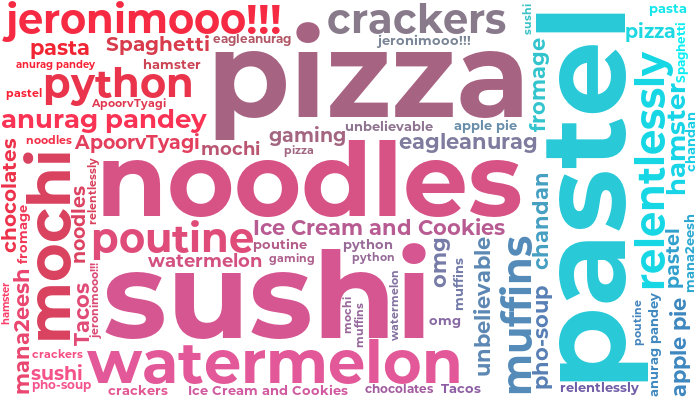 jeronimooo!!!
crackers
pasta
sushi
pizza
pasta
Spaghetti
eagleanurag
jeronimooo!!!
pizza
fromage
pastel
relentlessly
hamster
Spaghetti
chandan
anurag pandey
hamster
python
pastel
ApoorvTyagi
anurag pandey
unbelievable
apple pie
gaming
eagleanurag
noodles
ApoorvTyagi
mochi
pizza
chocolates
mochi
noodles
relentlessly
noodles
chandan
fromage
poutine
Ice Cream and Cookies
poutine
python
omg
unbelievable
muffins
pastel
mana2eesh
watermelon
gaming
python
muffins
sushi
hamster
mana2eesh
Tacos
jeronimooo!!!
mochi
muffins
watermelon
omg
pho-soup
poutine
anurag pandey
apple pie
crackers
watermelon
sushi
pho-soup
crackers
Ice Cream and Cookies
chocolates
Tacos
relentlessly